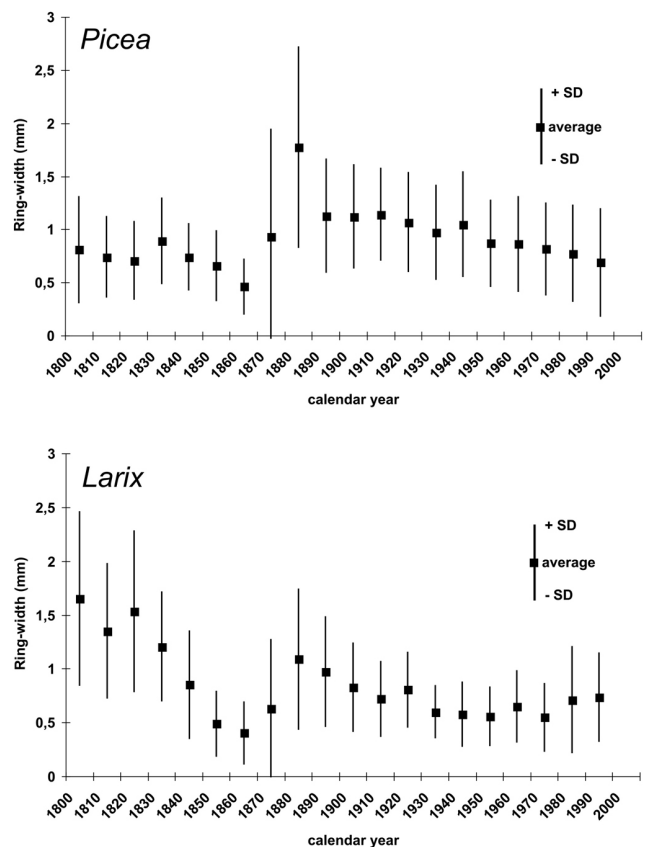 Picea
3
2,5
2
1,5
1
0,5
0
Ring-width (mm)
+ SD
average
- SD
1800 1810 1820 1830 1840 1850 1860 1870 1880 1890 1900 1910 1920 1930 1940 1950 1960 1970 1980 1990 2000
calendar year
Larix
3
2,5
2
1,5
1
0,5
0
Ring-width (mm)
+ SD
average
- SD
1800 1810 1820 1830 1840 1850 1860 1870 1880 1890 1900 1910 1920 1930 1940 1950 1960 1970 1980 1990 2000
calendar year